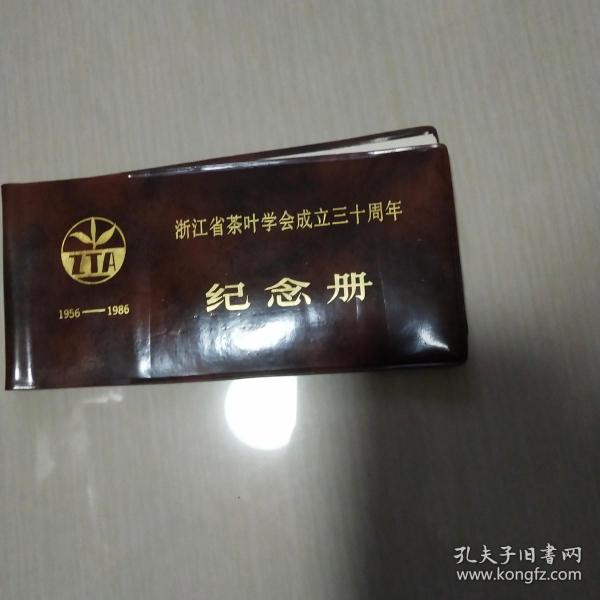 浙江省茶叶学会成立三十周年
ZTA
纪念册
1956—1986
孔夫子旧书网
www.kongfz.com